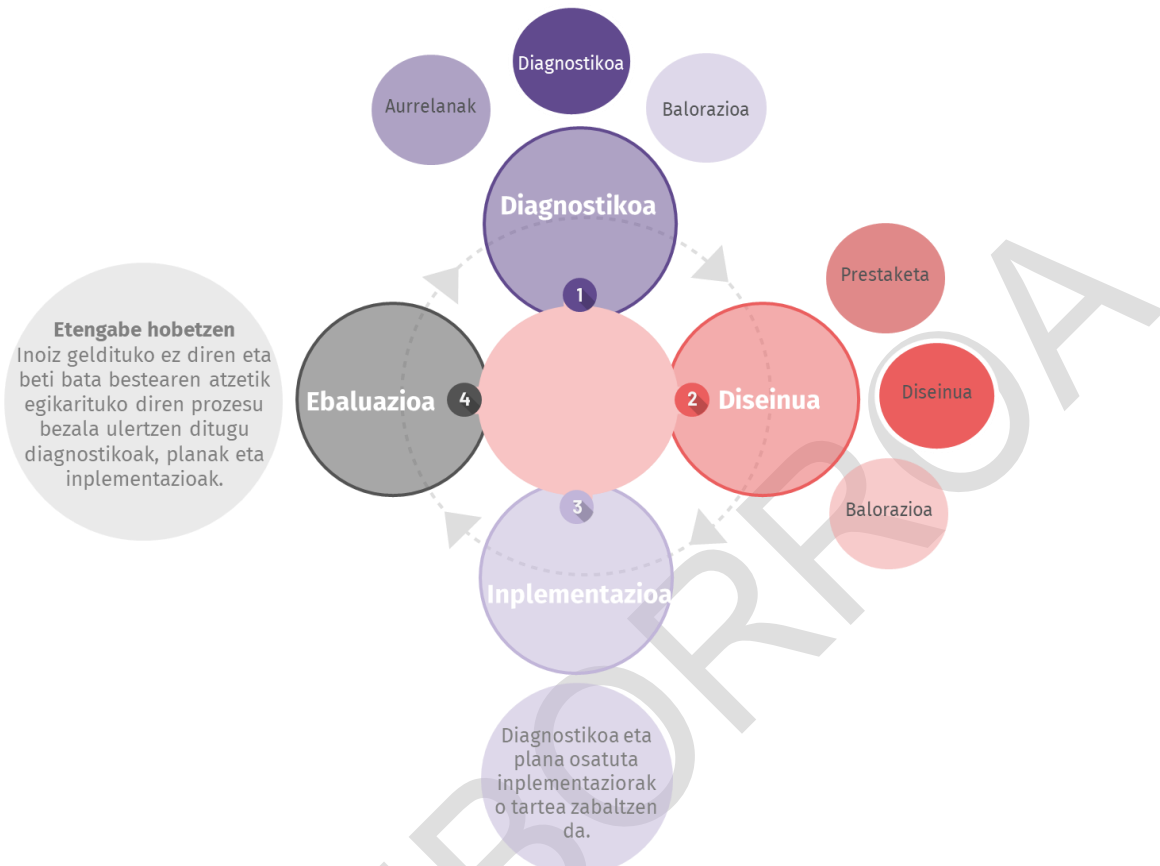 Diagnostikoa
Aurrelanak
Balorazioa
Diagnostikoa
1
Prestaketa
Etengabe hobetzen
Inoiz geldituko ez diren eta
beti bata bestearen atzetik
egikarituko diren prozesu
bezala ulertzen ditugu
diagnostikoak, planak eta
inplementazioak.
Ebaluazioa 4
2 Diseinua
Diseinua
Balorazioa
3
Inplementazioa
Diagnostikoa eta
plana osatuta
inplementaziorak
o tartea zabaltzen
da.